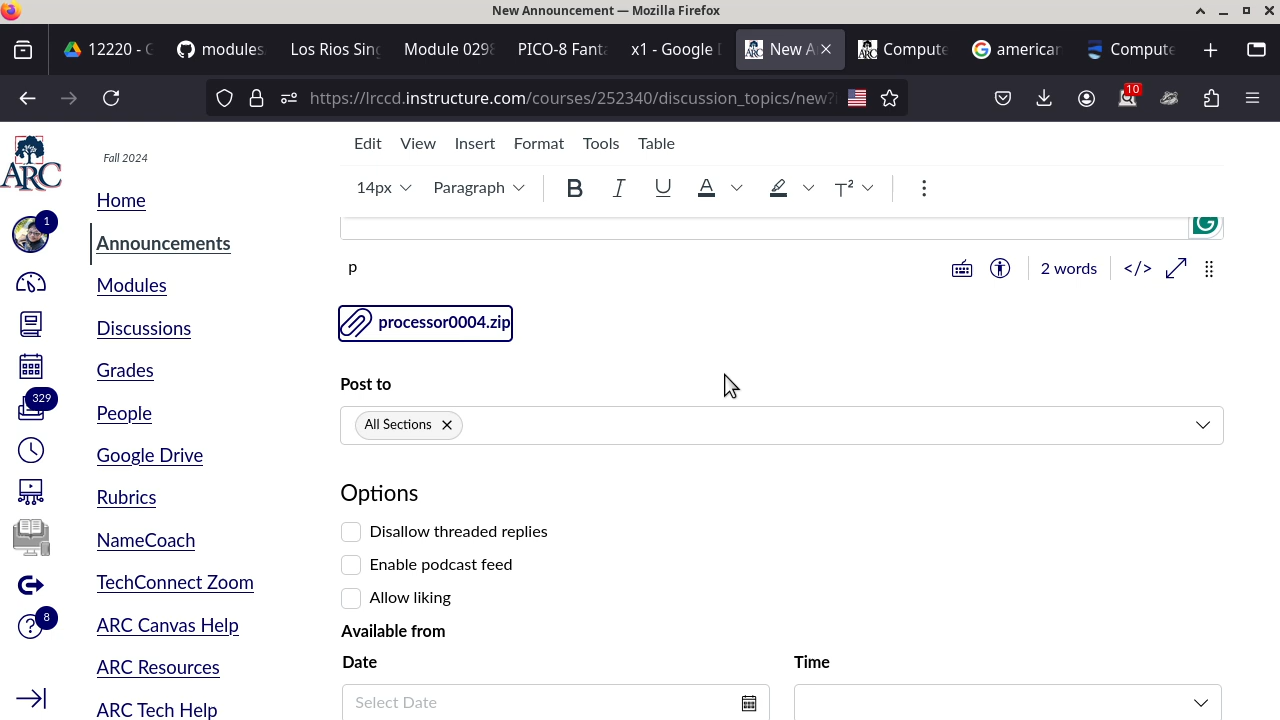 New Announcement — Mozilla Firefox
12220 - C
modules
Los Rios Sing
Module 0298
PICO-8 Fanta
x1 - Google D
New A
Compute
american
Compute
https://lrccd.instructure.com/courses/252340/discussion_topics/new?
10
ARC
Fall 2024
1
329
8
Home
Announcements
Modules
Discussions
Grades
People
Google Drive
Rubrics
NameCoach
TechConnect Zoom
ARC Canvas Help
ARC Resources
ARC Tech Help
Edit View Insert Format Tools Table
14px Paragraph B I U A T²
p
2 words </>
processor0004.zip
Post to
All Sections
Options
Disallow threaded replies
Enable podcast feed
Allow liking
Available from
Date Time
Select Date